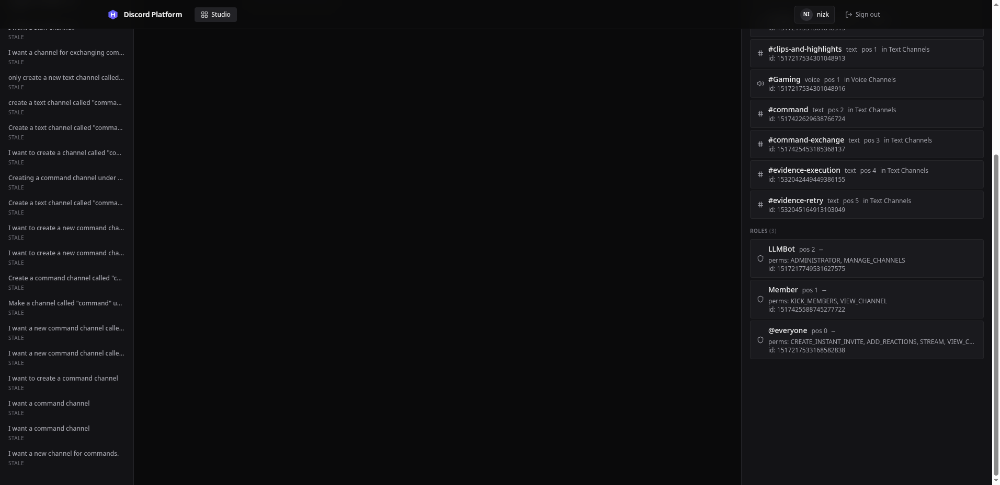 Discord Platform
Studio
NI
nizk
Sign out
STALE
I want a channel for exchanging com...
STALE
only create a new text channel called...
STALE
create a text channel called "comma...
STALE
Create a text channel called "comma...
STALE
I want to create a channel called "co...
STALE
Creating a command channel under ...
STALE
Create a text channel called "comma...
STALE
I want to create a new command cha...
STALE
I want to create a new command cha...
STALE
Create a command channel called "c...
STALE
Make a channel called "command" u...
STALE
I want a new command channel calle...
STALE
I want a new command channel calle...
STALE
I want to create a command channel
STALE
I want a command channel
STALE
I want a command channel
STALE
I want a new channel for commands.
STALE
#clips-and-highlights text pos 1 in Text Channels
id: 1517217534301048913
#Gaming voice pos 1 in Voice Channels
id: 1517217534301048916
#command text pos 2 in Text Channels
id: 1517422629638766724
#command-exchange text pos 3 in Text Channels
id: 1517425453185368137
#evidence-execution text pos 4 in Text Channels
id: 1532042449449386155
#evidence-retry text pos 5 in Text Channels
id: 1532045164913103049
ROLES (3)
LLMBot pos 2 —
perms: ADMINISTRATOR, MANAGE_CHANNELS
id: 1517217749531627575
Member pos 1 —
perms: KICK_MEMBERS, VIEW_CHANNEL
id: 1517425588745277722
@everyone pos 0 —
perms: CREATE_INSTANT_INVITE, ADD_REACTIONS, STREAM, VIEW_C...
id: 1517217533168582838